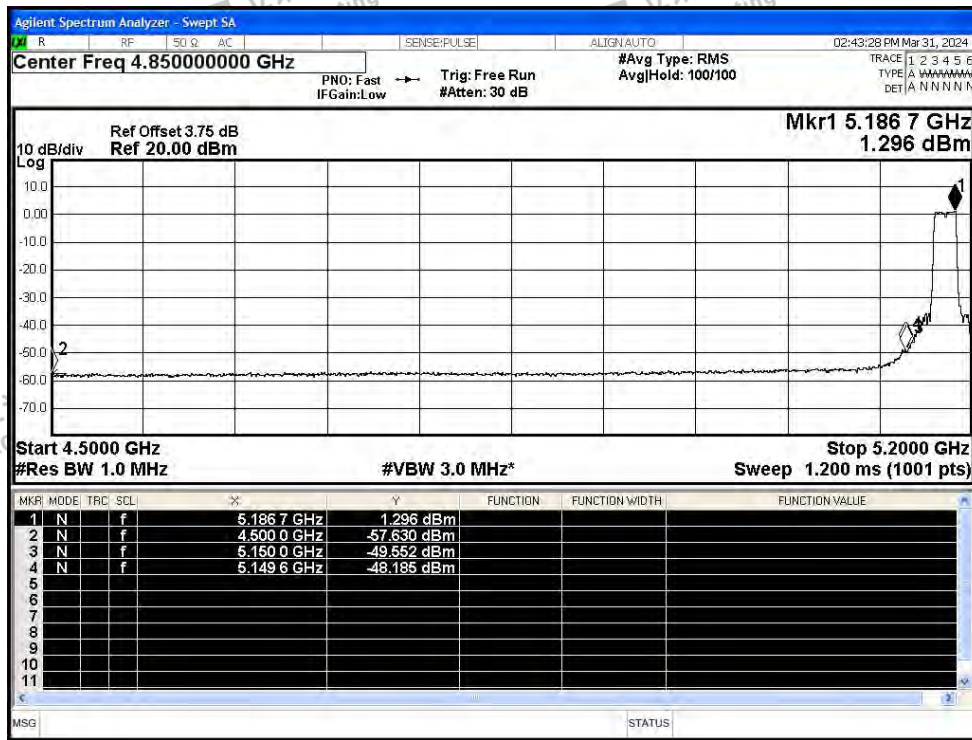 Agilent Spectrum Analyzer - Swept SA
LXI R RF 50 Ω AC SENSE:PULSE ALIGNAUTO 02:43:28 PM Mar 31, 2024
Center Freq 4.850000000 GHz
PNO: Fast
IFGain:Low
Trig: Free Run
#Atten: 30 dB
#Avg Type: RMS
Avg|Hold: 100/100
TRACE 1 2 3 4 5 6
TYPE A WWWWW
DET A N N N N N
Mkr1 5.186 7 GHz
1.296 dBm
Ref Offset 3.75 dB
10 dB/div Ref 20.00 dBm
Log
10.0
0.00
-10.0
-20.0
-30.0
-40.0
-50.0
-60.0
-70.0
1
2
3
Start 4.5000 GHz Stop 5.2000 GHz
#Res BW 1.0 MHz #VBW 3.0 MHz* Sweep 1.200 ms (1001 pts)
MKR MODE TRC SCL X Y FUNCTION FUNCTION WIDTH FUNCTION VALUE
1 N f 5.186 7 GHz 1.296 dBm
2 N f 4.500 0 GHz -57.630 dBm
3 N f 5.150 0 GHz -49.552 dBm
4 N f 5.149 6 GHz -48.185 dBm
5
6
7
8
9
10
11
MSG STATUS